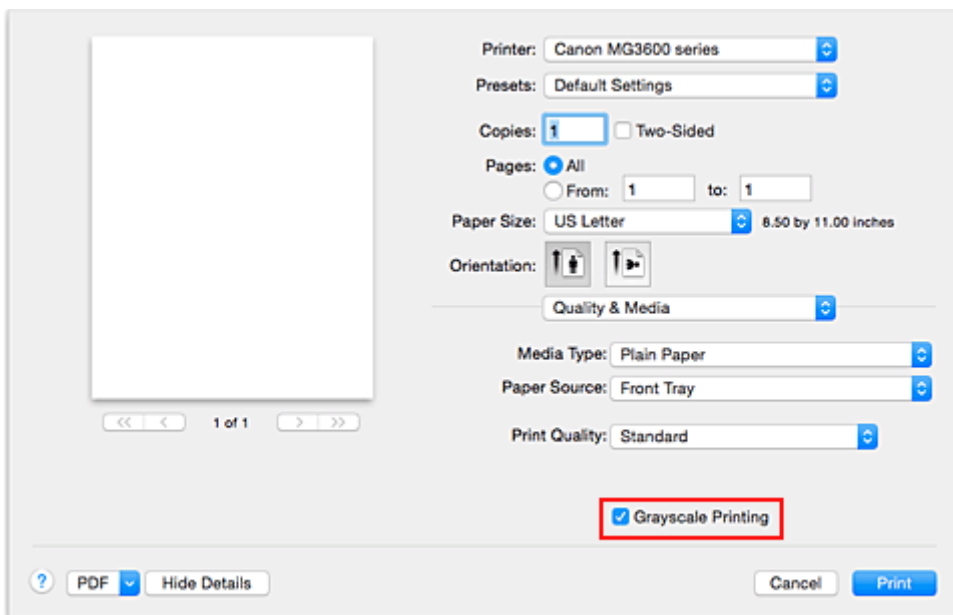 Printer: Canon MG3600 series
Presets: Default Settings
Copies: 1 Two-Sided
Pages: All
From: 1 to: 1
Paper Size: US Letter 8.50 by 11.00 inches
Orientation:
Quality & Media
Media Type: Plain Paper
Paper Source: Front Tray
1 of 1
Print Quality: Standard
Grayscale Printing
? PDF Hide Details Cancel Print